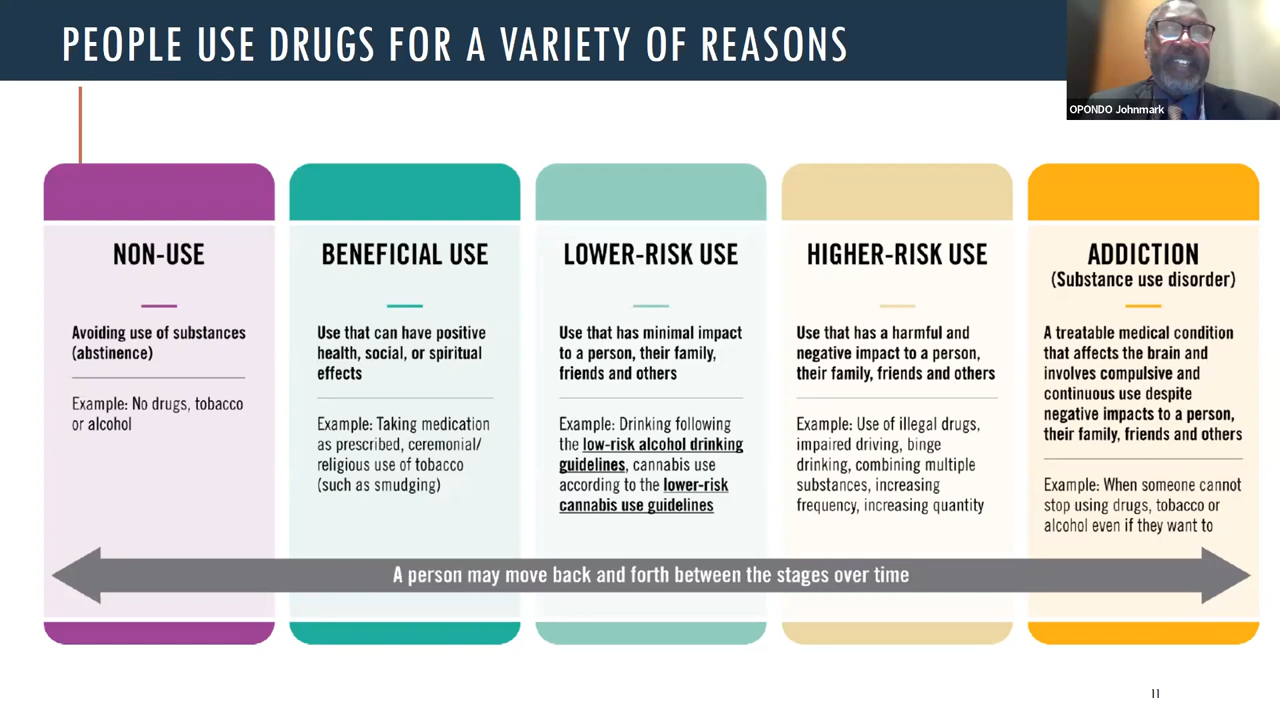 PEOPLE USE DRUGS FOR A VARIETY OF REASONS
OPONDO Johnmark
NON-USE
Avoiding use of substances
(abstinence)
Example: No drugs, tobacco
or alcohol
BENEFICIAL USE
Use that can have positive
health, social, or spiritual
effects
Example: Taking medication
as prescribed, ceremonial/
religious use of tobacco
(such as smudging)
LOWER-RISK USE
Use that has minimal impact
to a person, their family,
friends and others
Example: Drinking following
the low-risk alcohol drinking
guidelines, cannabis use
according to the lower-risk
cannabis use guidelines
HIGHER-RISK USE
Use that has a harmful and
negative impact to a person,
their family, friends and others
Example: Use of illegal drugs,
impaired driving, binge
drinking, combining multiple
substances, increasing
frequency, increasing quantity
ADDICTION
(Substance use disorder)
A treatable medical condition
that affects the brain and
involves compulsive and
continuous use despite
negative impacts to a person,
their family, friends and others
Example: When someone cannot
stop using drugs, tobacco or
alcohol even if they want to
A person may move back and forth between the stages over time
11